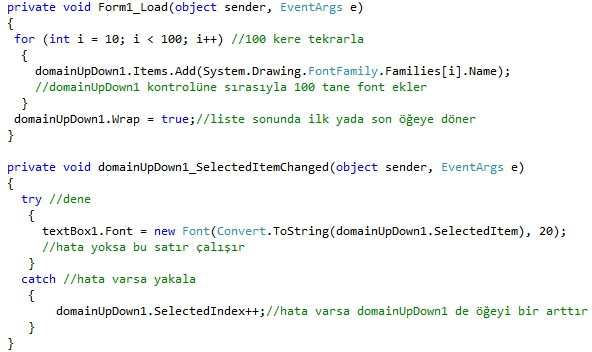 private void Form1_Load(object sender, EventArgs e)
{
for (int i = 10; i < 100; i++) //100 kere tekrarla
{
domainUpDown1.Items.Add(System.Drawing.FontFamily.Families[i].Name);
//domainUpDown1 kontrolüne sırasıyla 100 tane font ekler
}
domainUpDown1.Wrap = true;//liste sonunda ilk yada son öğeye döner
}
private void domainUpDown1_SelectedItemChanged(object sender, EventArgs e)
{
try //dene
{
textBox1.Font = new Font(Convert.ToString(domainUpDown1.SelectedItem), 20);
//hata yoksa bu satır çalışır
}
catch //hata varsa yakala
{
domainUpDown1.SelectedIndex++;//hata varsa domainUpDown1 de öğeyi bir arttır
}
}